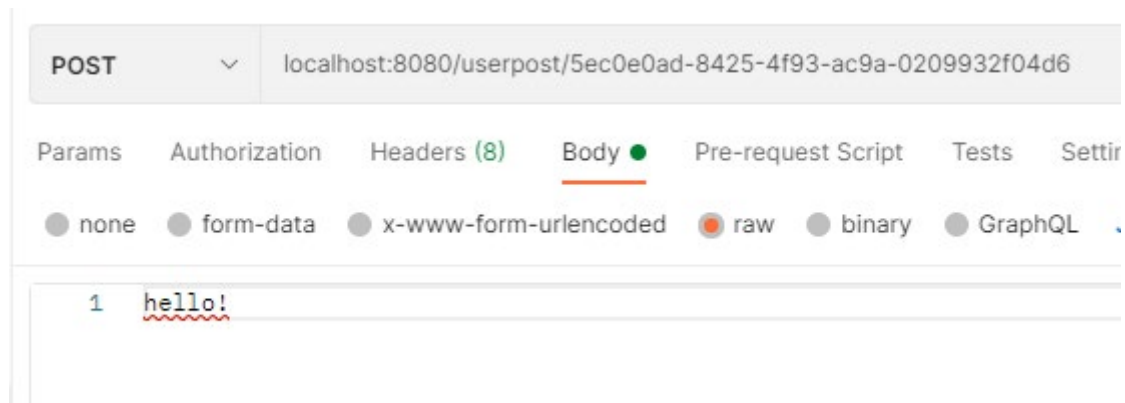 POST localhost:8080/userpost/5ec0e0ad-8425-4f93-ac9a-0209932f04d6
Params Authorization Headers (8) Body Pre-request Script Tests Settin
none form-data x-www-form-urlencoded raw binary GraphQL
1 hello!